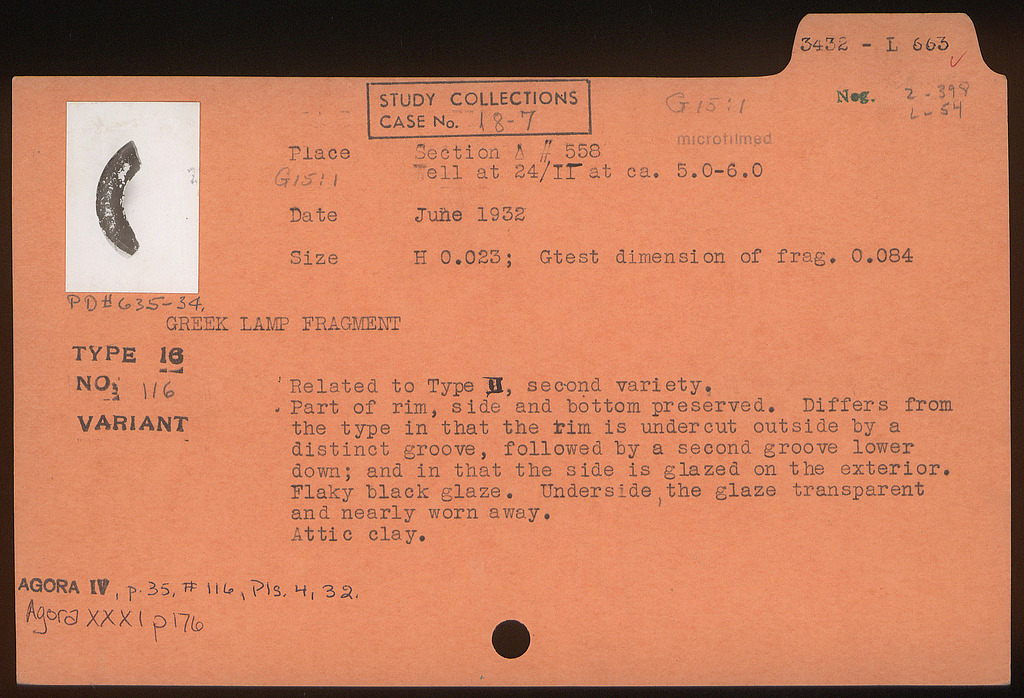 3432 - L 663
Neg. 2-398
L-54
STUDY COLLECTIONS
CASE No. 18-7
G15:1
microfilmed
Place Section Δ # 558
G15:1 Well at 24/ΙΓ at ca. 5.0-6.0
Date June 1932
Size H 0.023; Gtest dimension of frag. 0.084
PD# 635-34,
GREEK LAMP FRAGMENT
TYPE 16
NO. 116
VARIANT
Related to Type II, second variety.
Part of rim, side and bottom preserved. Differs from
the type in that the rim is undercut outside by a
distinct groove, followed by a second groove lower
down; and in that the side is glazed on the exterior.
Flaky black glaze. Underside, the glaze transparent
and nearly worn away.
Attic clay.
AGORA IV, p. 35, # 116, Pls. 4, 32.
Agora XXXI p176